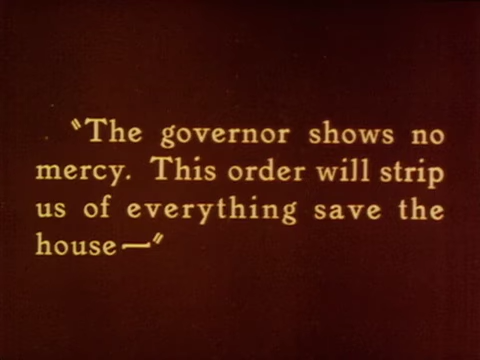 "The governor shows no
mercy. This order will strip
us of everything save the
house—"